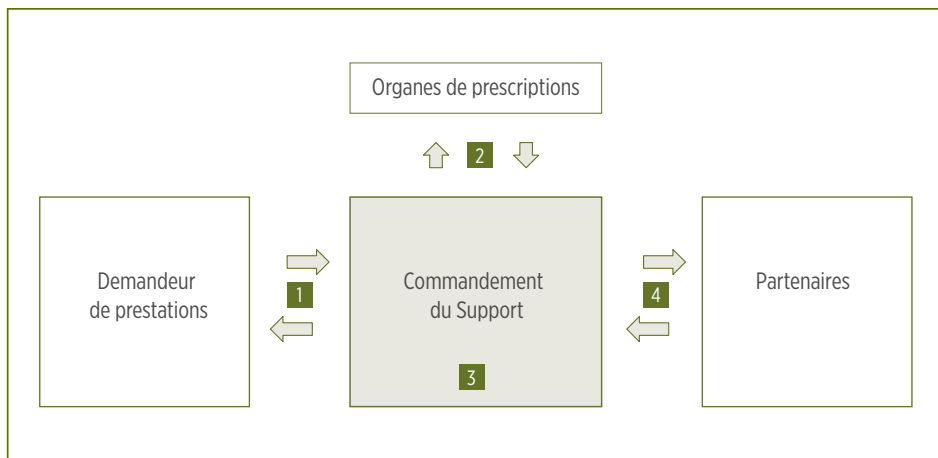 Organes de prescriptions
2
Demandeur
de prestations
1
Commandement
du Support
3
4
Partenaires